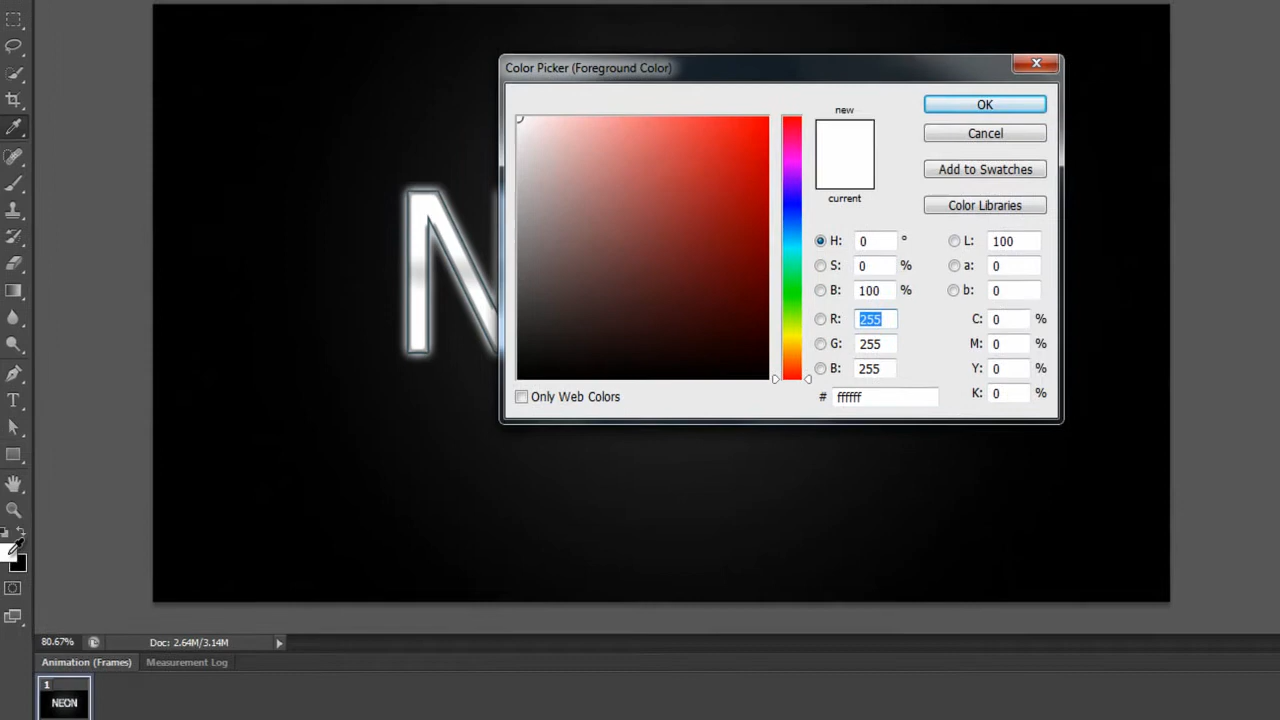 Color Picker (Foreground Color)
new
OK
Cancel
Add to Swatches
current
Color Libraries
H: 0 °
L: 100
S: 0 %
a: 0
B: 100 %
b: 0
R: 255
C: 0 %
G: 255
M: 0 %
B: 255
Y: 0 %
# ffffff
K: 0 %
Only Web Colors
N
T
80.67%
Doc: 2.64M/3.14M
Animation (Frames)
Measurement Log
1
NEON